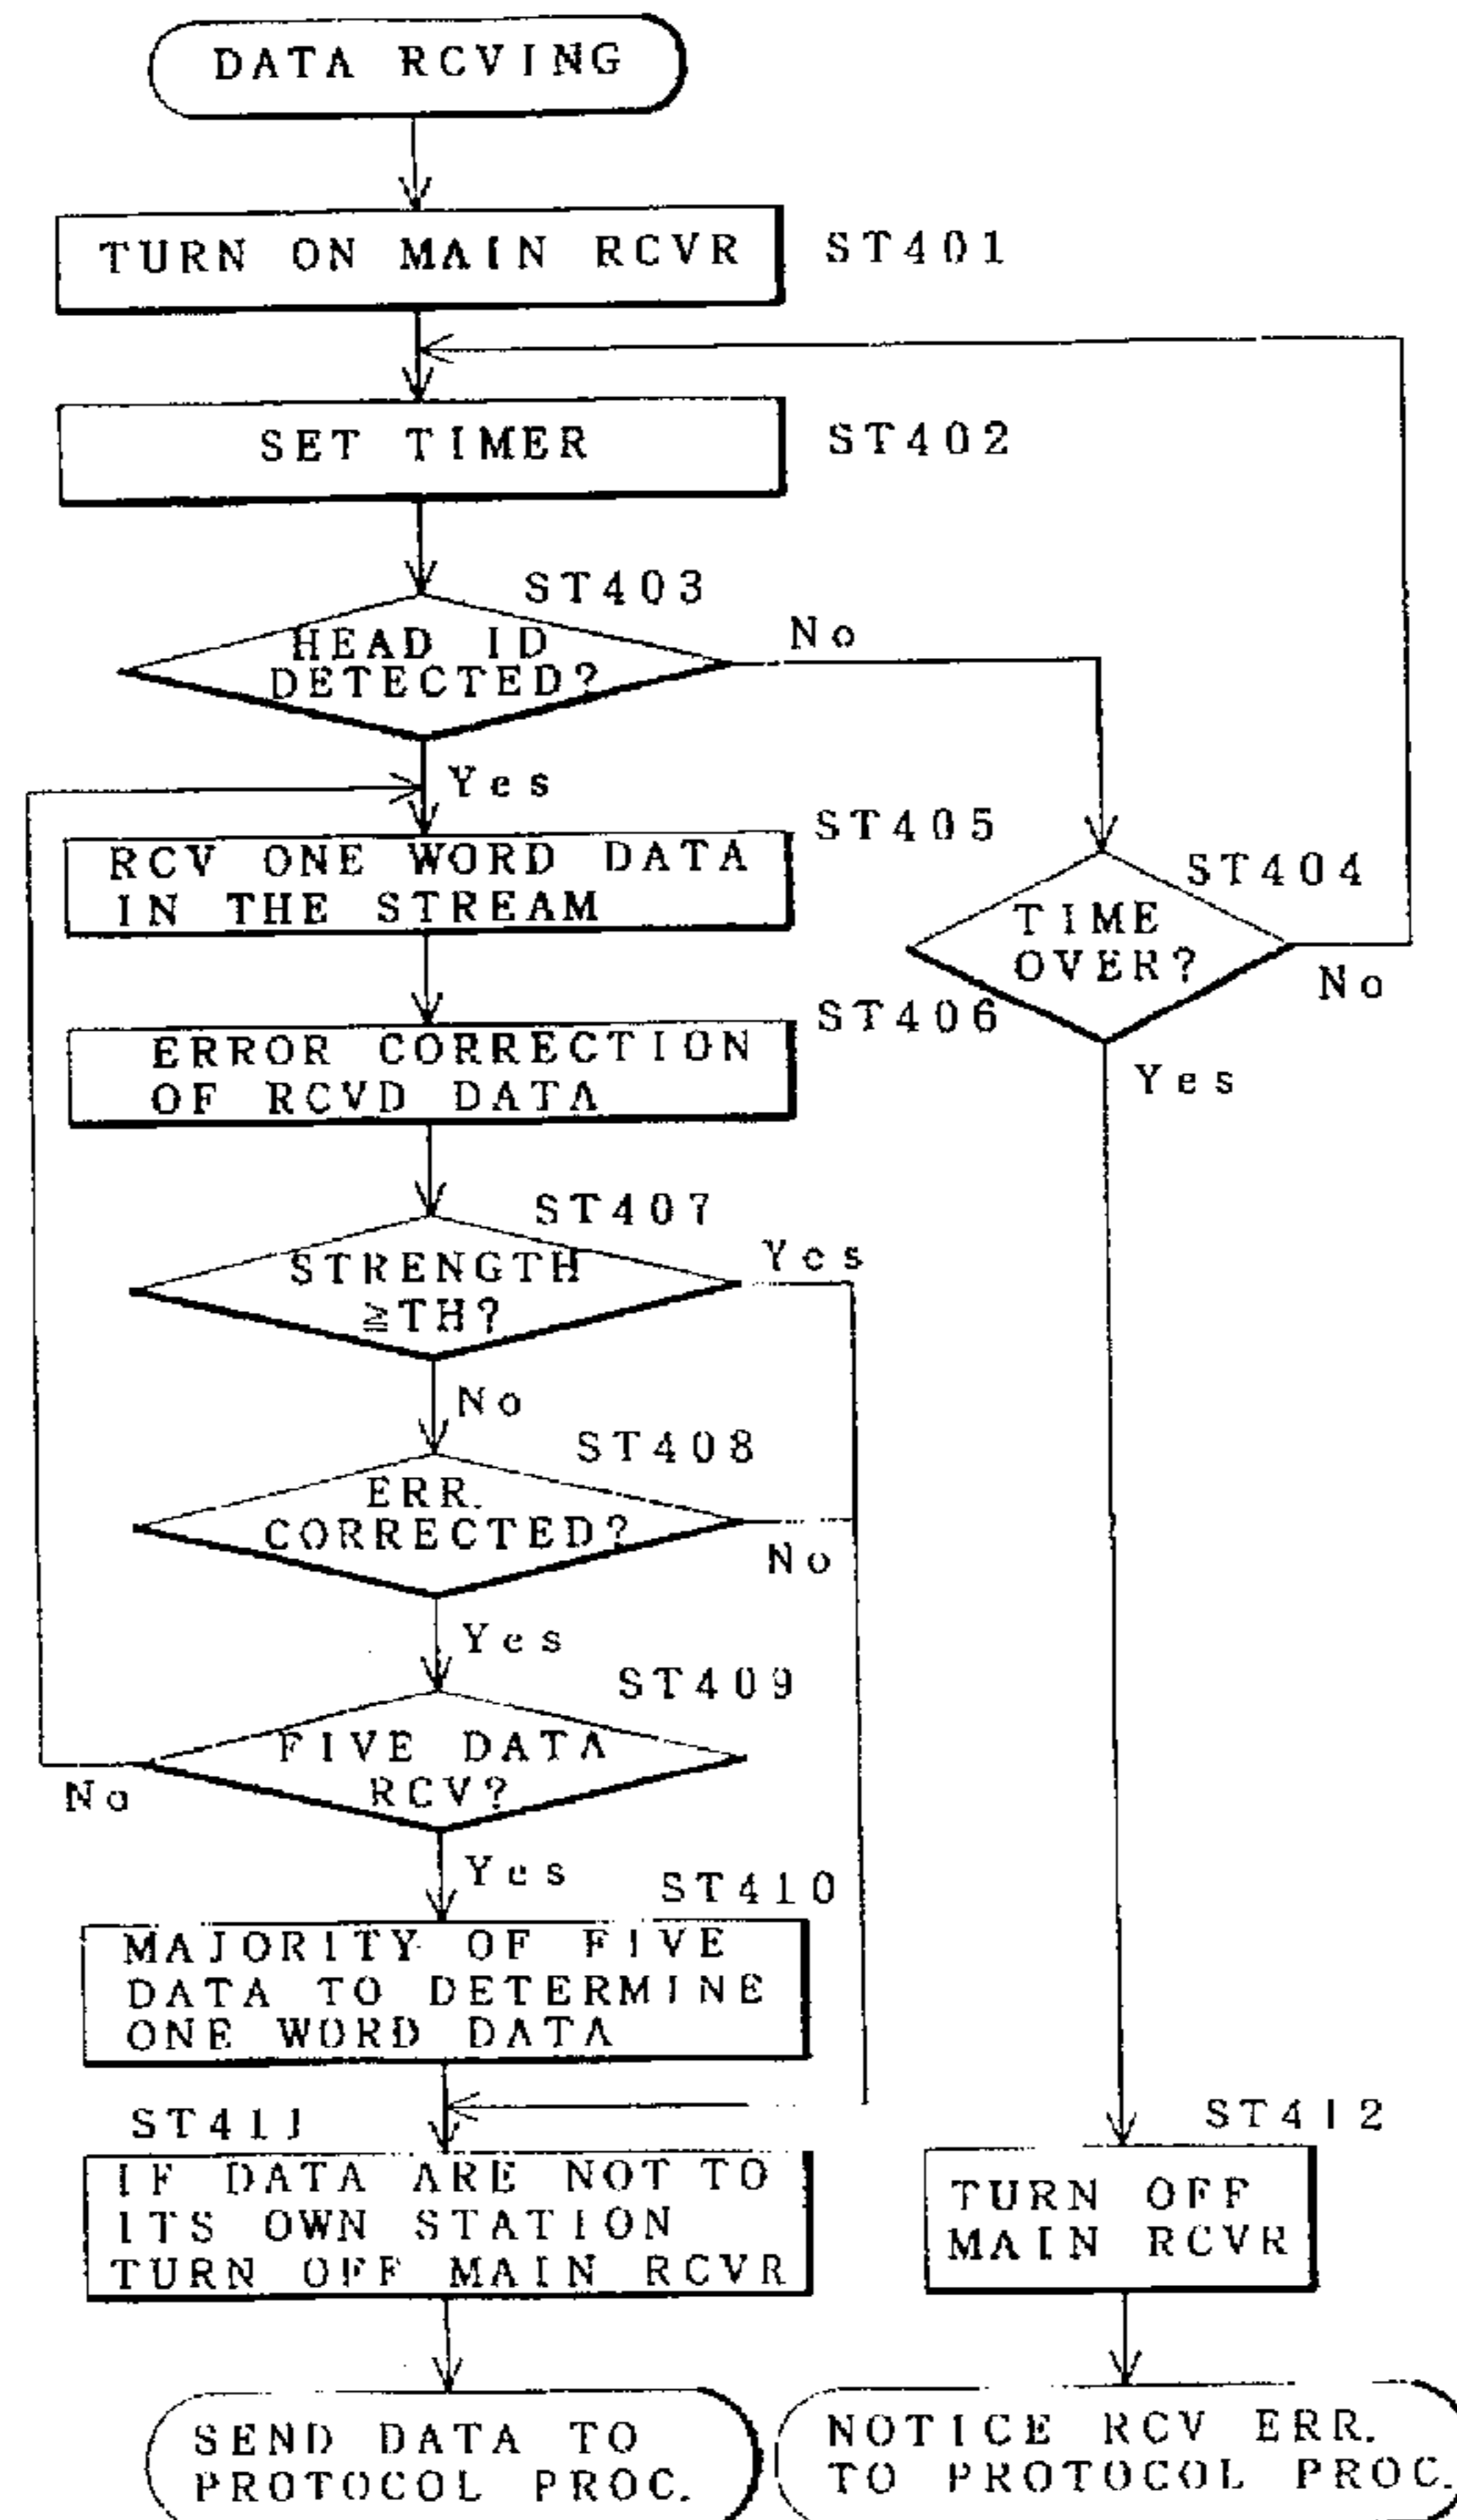 DATA RCVING
TURN ON MAIN RCVR
ST401
SET TIMER
ST402
ST403
HEAD ID
DETECTED?
No
Yes
ST405
RCV ONE WORD DATA
IN THE STREAM
ST404
TIME
OVER?
No
Yes
ST406
ERROR CORRECTION
OF RCVD DATA
ST407
STRENGTH
≧TH?
Yes
No
ST408
ERR.
CORRECTED?
No
Yes
ST409
FIVE DATA
RCV?
No
Yes
ST410
MAJORITY OF FIVE
DATA TO DETERMINE
ONE WORD DATA
ST411
IF DATA ARE NOT TO
ITS OWN STATION
TURN OFF MAIN RCVR
ST412
TURN OFF
MAIN RCVR
SEND DATA TO
PROTOCOL PROC.
NOTICE RCV ERR.
TO PROTOCOL PROC.